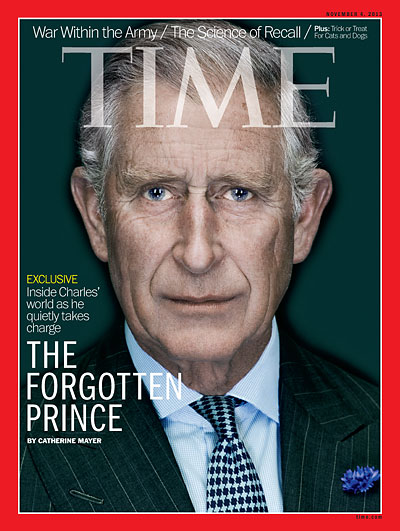 NOVEMBER 4, 2013
War Within the Army / The Science of Recall / Plus: Trick or Treat
For Cats and Dogs
TIME
EXCLUSIVE
Inside Charles'
world as he
quietly takes
charge
THE
FORGOTTEN
PRINCE
BY CATHERINE MAYER
time.com